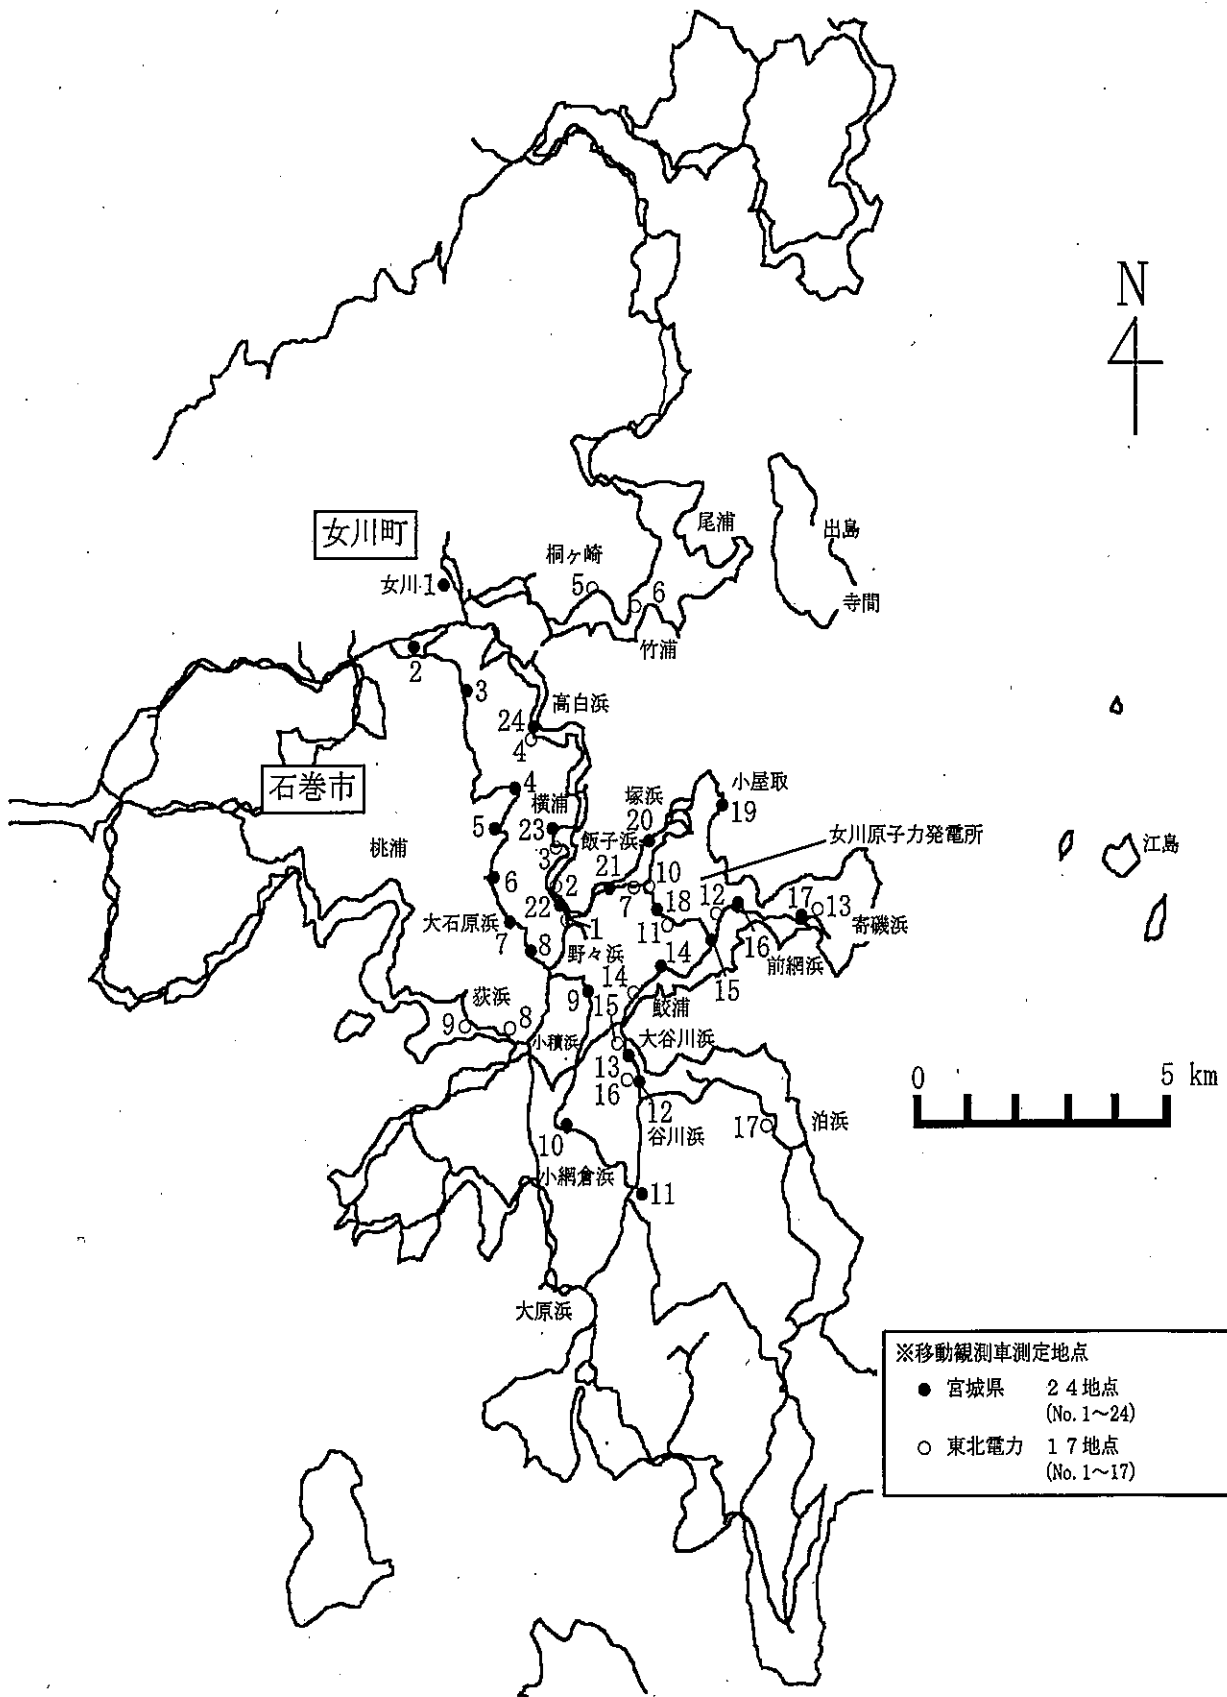 N
女川町
尾浦
出島
桐ヶ崎
女川
1
5
6
寺間
竹浦
2
3
高白浜
24
4
石巻市
4
小屋取
横浦
塚浜
19
5
23
20
飯子浜
女川原子力発電所
桃浦
3
江島
21
10
6
2
7
18
12
17
13
22
大石原浜
1
11
寄磯浜
7
8
野々浜
14
16
前網浜
15
9
14
鮫浦
荻浜
15
9
8
小積浜
大谷川浜
13
0
5 km
16
12
10
谷川浜
17
泊浜
小網倉浜
11
大原浜
※移動観測車測定地点
● 宮城県 24地点
(No.1～24)
○ 東北電力 17地点
(No.1～17)